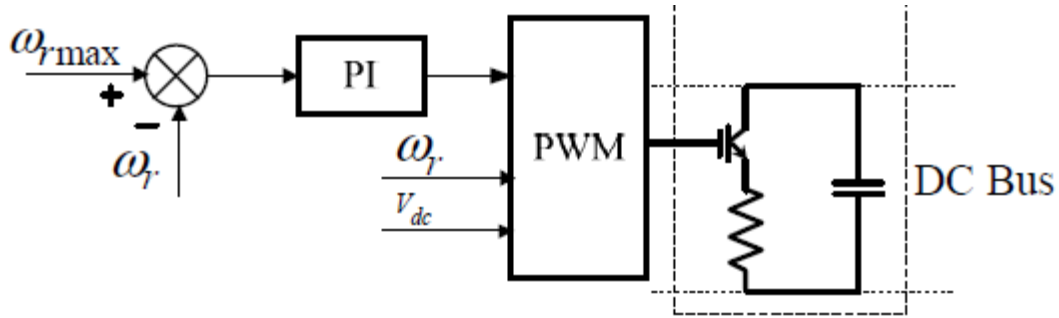 ωrmax
+
−
ωr
PI
ωr
Vdc
PWM
DC Bus